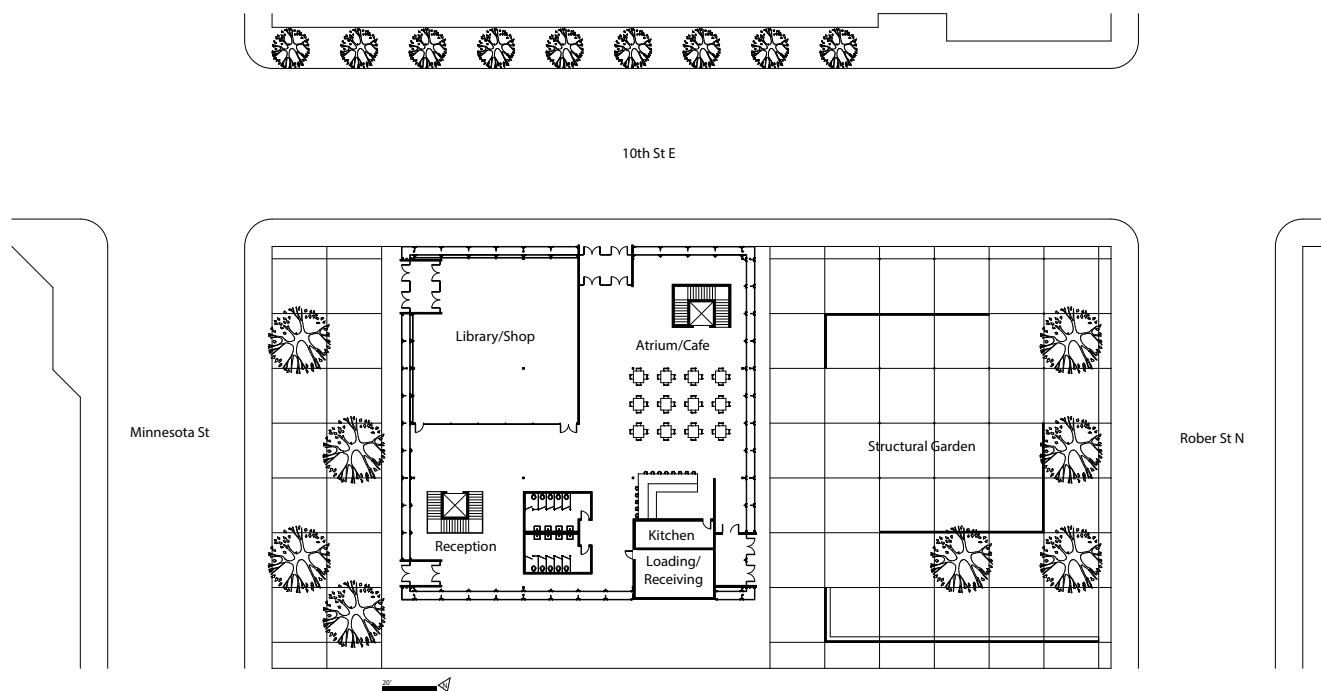 10th St E
Library/Shop
Atrium/Cafe
Minnesota St
Structural Garden
Rober St N
Reception
Kitchen
Loading/
Receiving
20'
N